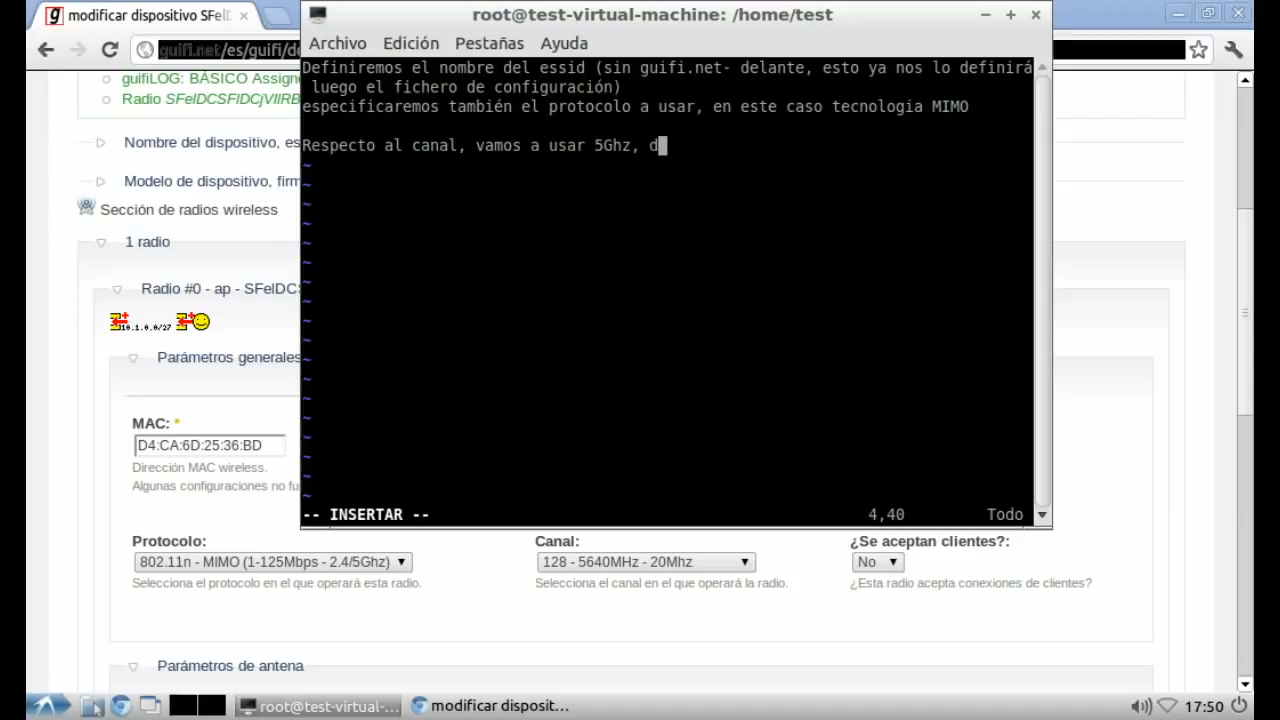 modificar dispositivo SFelD
root@test-virtual-machine: /home/test
guifi.net/es/guifi/de
Archivo Edición Pestañas Ayuda
guifiLOG: BÁSICO Assigne
Radio
Definiremos el nombre del essid (sin guifi.net- delante, esto ya nos lo definirá
luego el fichero de configuración)
especificaremos también el protocolo a usar, en este caso tecnologia MIMO
Nombre del dispositivo, es
Respecto al canal, vamos a usar 5Ghz, d
Modelo de dispositivo, firm
Sección de radios wireless
1 radio
Radio #0 - ap - SFelDCS
10.1.0.0/27
Parámetros generales
MAC: *
D4:CA:6D:25:36:BD
Dirección MAC wireless.
Algunas configuraciones no fu
-- INSERTAR -- 4,40 Todo
Protocolo: Canal: ¿Se aceptan clientes?:
802.11n - MIMO (1-125Mbps - 2.4/5Ghz) 128 - 5640MHz - 20Mhz No
Selecciona el protocolo en el que operará esta radio. Selecciona el canal en el que operará la radio. ¿Esta radio acepta conexiones de clientes?
Parámetros de antena
root@test-virtual-... modificar disposit... 17:50